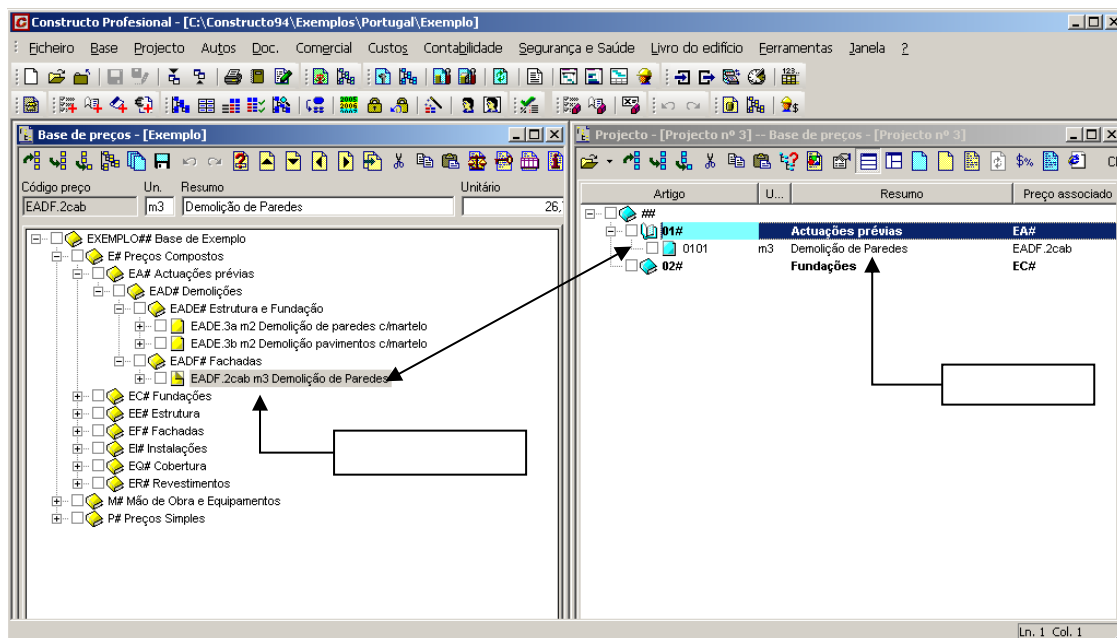 Constructo Profesional - [C:\Constructo94\Exemplos\Portugal\Exemplo]
Ficheiro Base Projecto Autos Doc. Comercial Custos Contabilidade Segurança e Saúde Livro do edifício Ferramentas Janela ?
Base de preços - [Exemplo]
Código preço Un. Resumo Unitário
EADF.2cab m3 Demolição de Paredes 26,
EXEMPLO## Base de Exemplo
E# Preços Compostos
EA# Actuações prévias
EAD# Demolições
EADE# Estrutura e Fundação
EADE.3a m2 Demolição de paredes c/martelo
EADE.3b m2 Demolição pavimentos c/martelo
EADF# Fachadas
EADF.2cab m3 Demolição de Paredes
EC# Fundações
EE# Estrutura
EF# Fachadas
EI# Instalações
EQ# Cobertura
ER# Revestimentos
M# Mão de Obra e Equipamentos
P# Preços Simples
Projecto - [Projecto nº 3] -- Base de preços - [Projecto nº 3]
Artigo U... Resumo Preço associado
##
01# Actuações prévias EA#
0101 m3 Demolição de Paredes EADF.2cab
02# Fundações EC#
Ln. 1 Col. 1